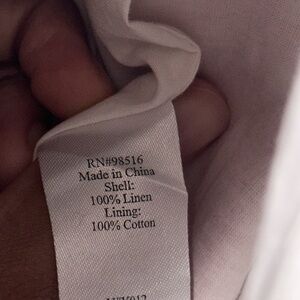 RN#98516
Made in China
Shell:
100% Linen
Lining:
100% Cotton